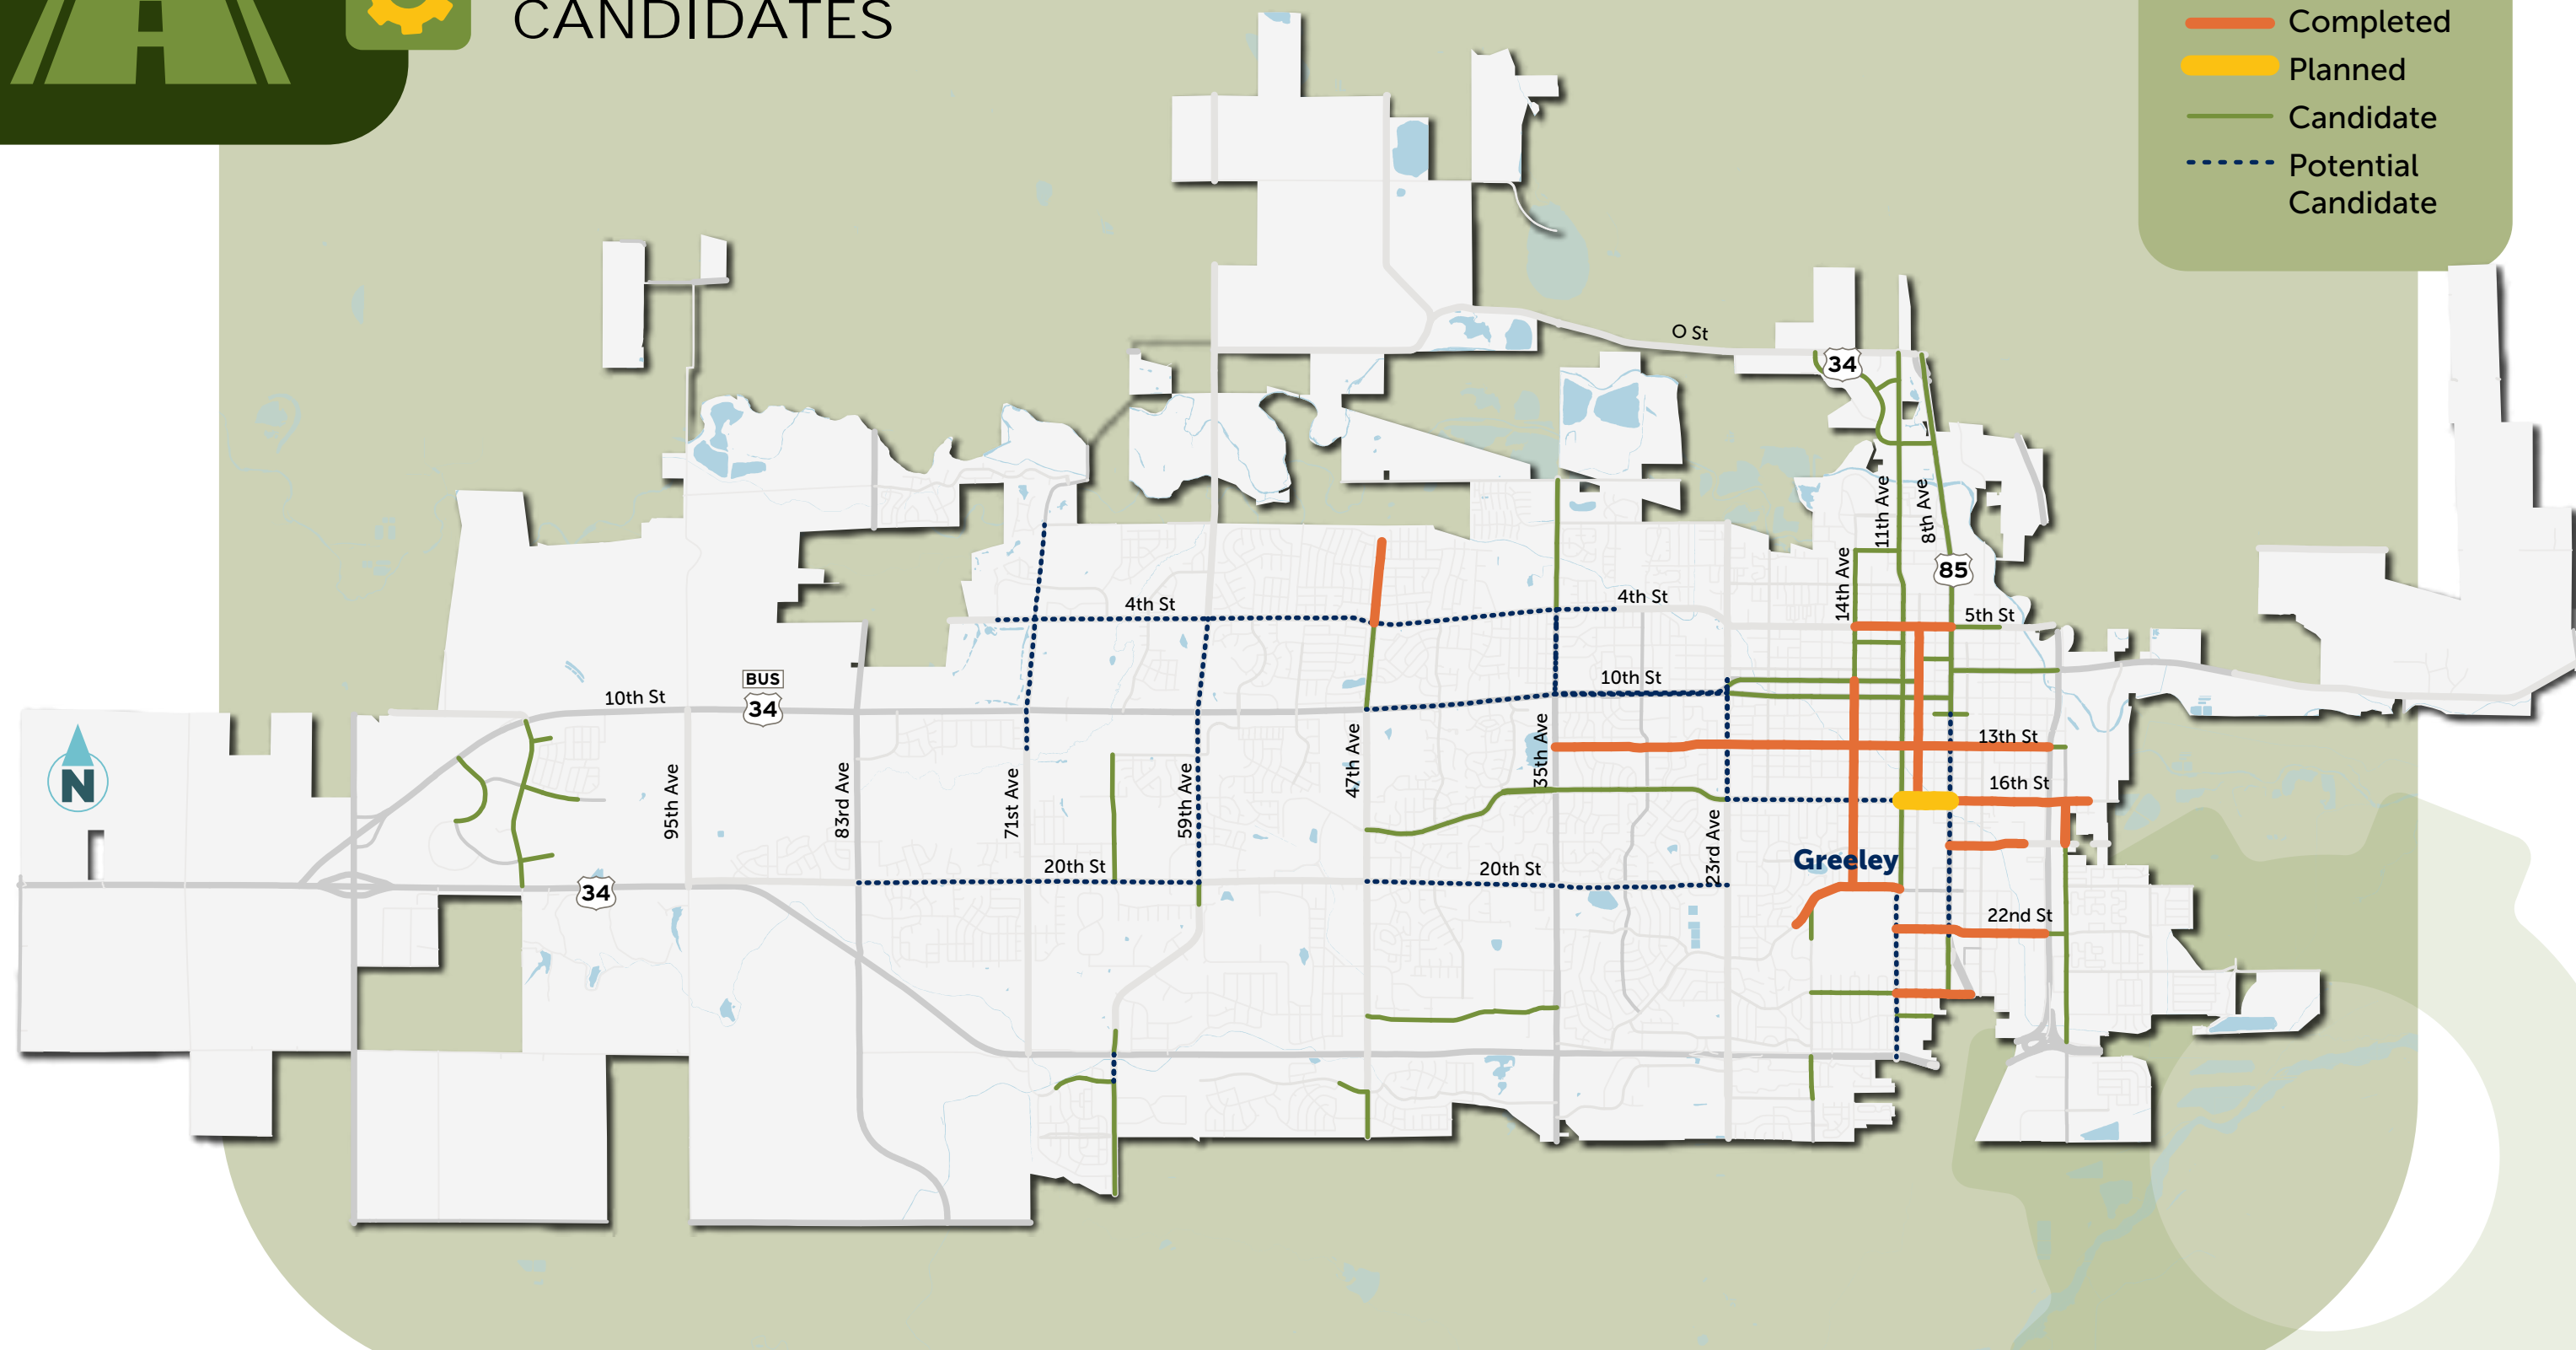 CANDIDATES
Completed
Planned
Candidate
Potential
Candidate
O St
34
11th Ave
8th Ave
14th Ave
85
4th St
4th St
5th St
BUS
34
10th St
10th St
N
95th Ave
83rd Ave
71st Ave
59th Ave
47th Ave
35th Ave
13th St
16th St
23rd Ave
Greeley
34
20th St
20th St
22nd St